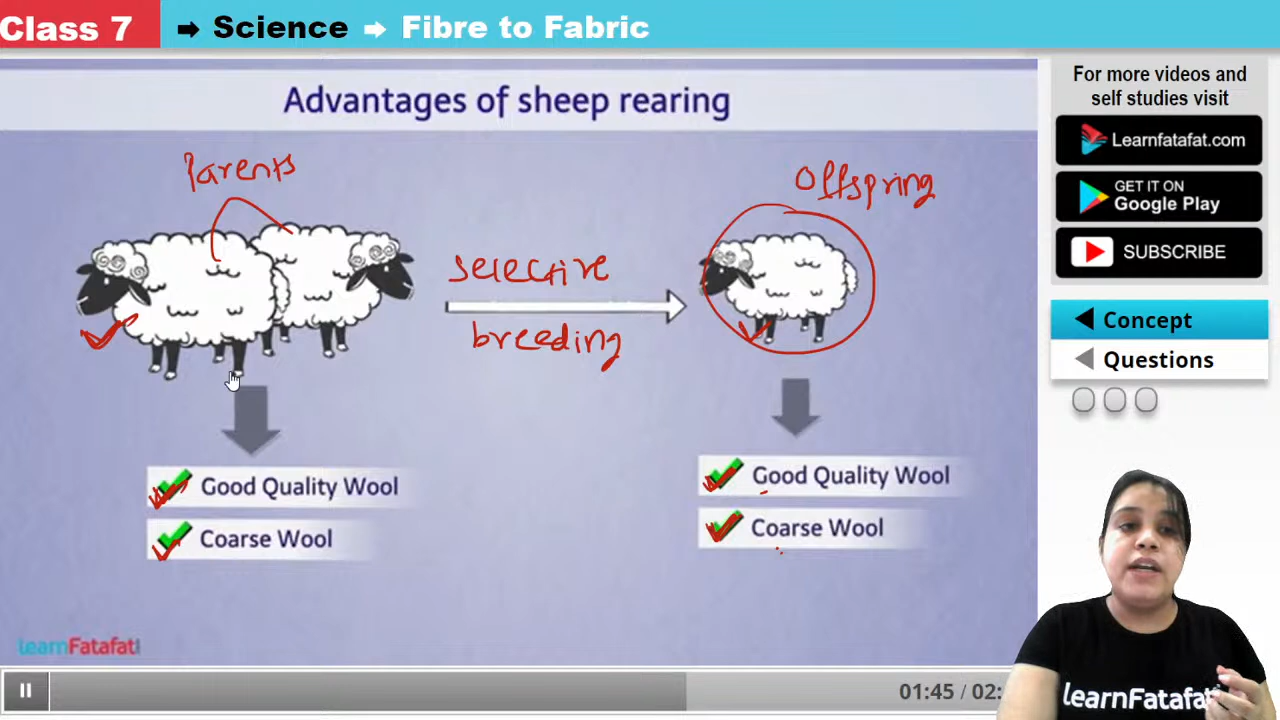 Class 7
Science
Fibre to Fabric
Advantages of sheep rearing
Parents
Offspring
Selective
breeding
Good Quality Wool
Coarse Wool
Good Quality Wool
Coarse Wool
learnFatafat!
01:45 / 02:
For more videos and
self studies visit
Learnfatafat.com
GET IT ON
Google Play
SUBSCRIBE
Concept
Questions
learnFatafat